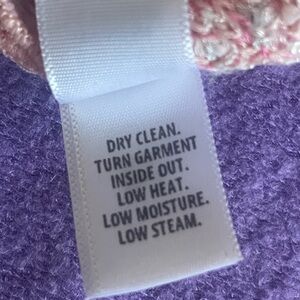 DRY CLEAN.
TURN GARMENT
INSIDE OUT.
LOW HEAT.
LOW MOISTURE.
LOW STEAM.